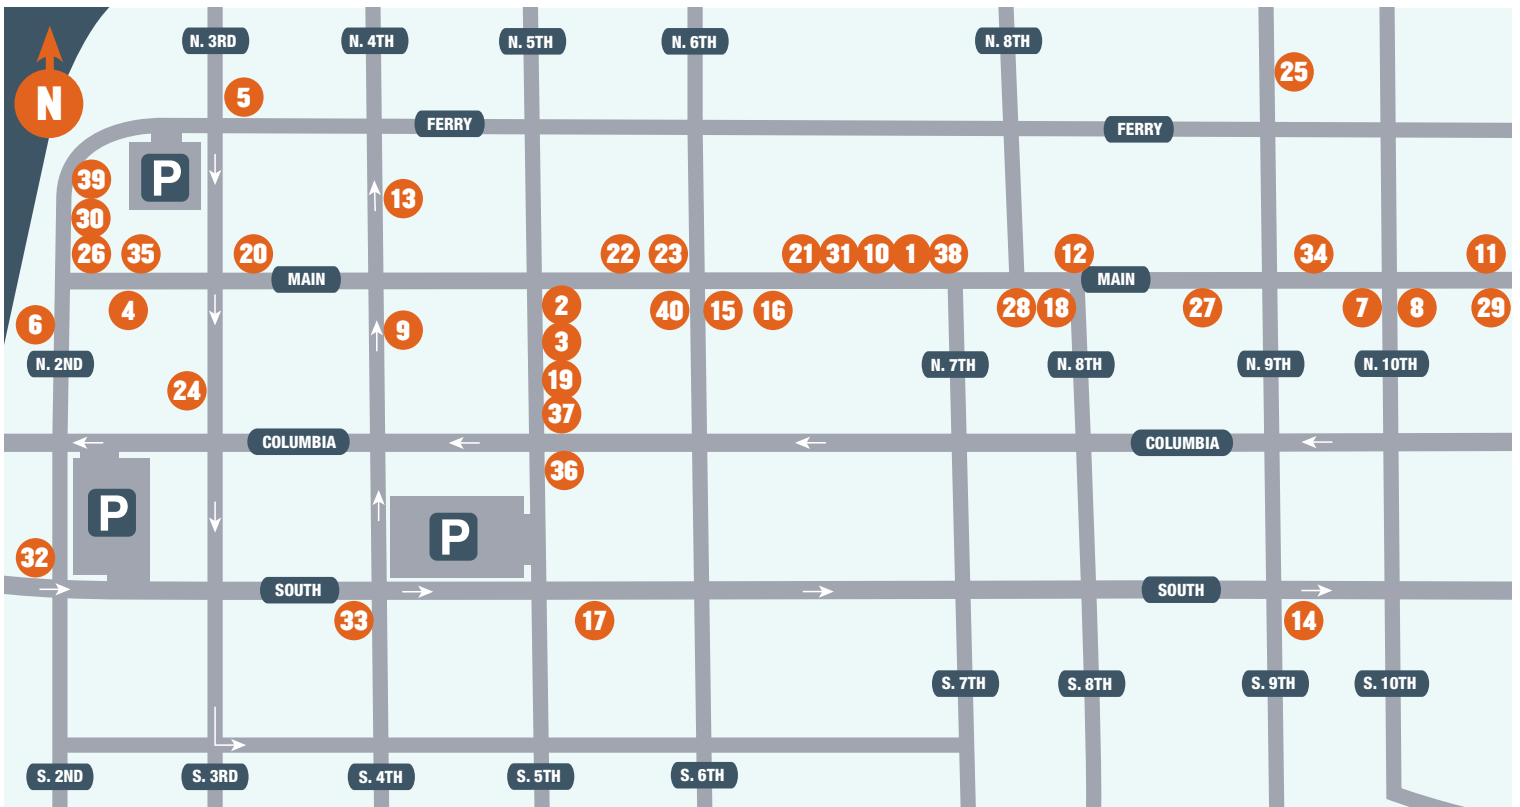 N. 3RD
N. 4TH
N. 5TH
N. 6TH
N. 8TH
25
5
N
FERRY
FERRY
P
39
13
30
26
35
20
22
23
21
31
10
1
38
12
34
11
MAIN
MAIN
6
4
9
2
40
15
16
28
18
27
7
8
29
3
N. 2ND
N. 7TH
N. 8TH
N. 9TH
N. 10TH
24
19
37
COLUMBIA
COLUMBIA
36
P
P
32
SOUTH
SOUTH
33
17
14
S. 7TH
S. 8TH
S. 9TH
S. 10TH
S. 2ND
S. 3RD
S. 4TH
S. 5TH
S. 6TH